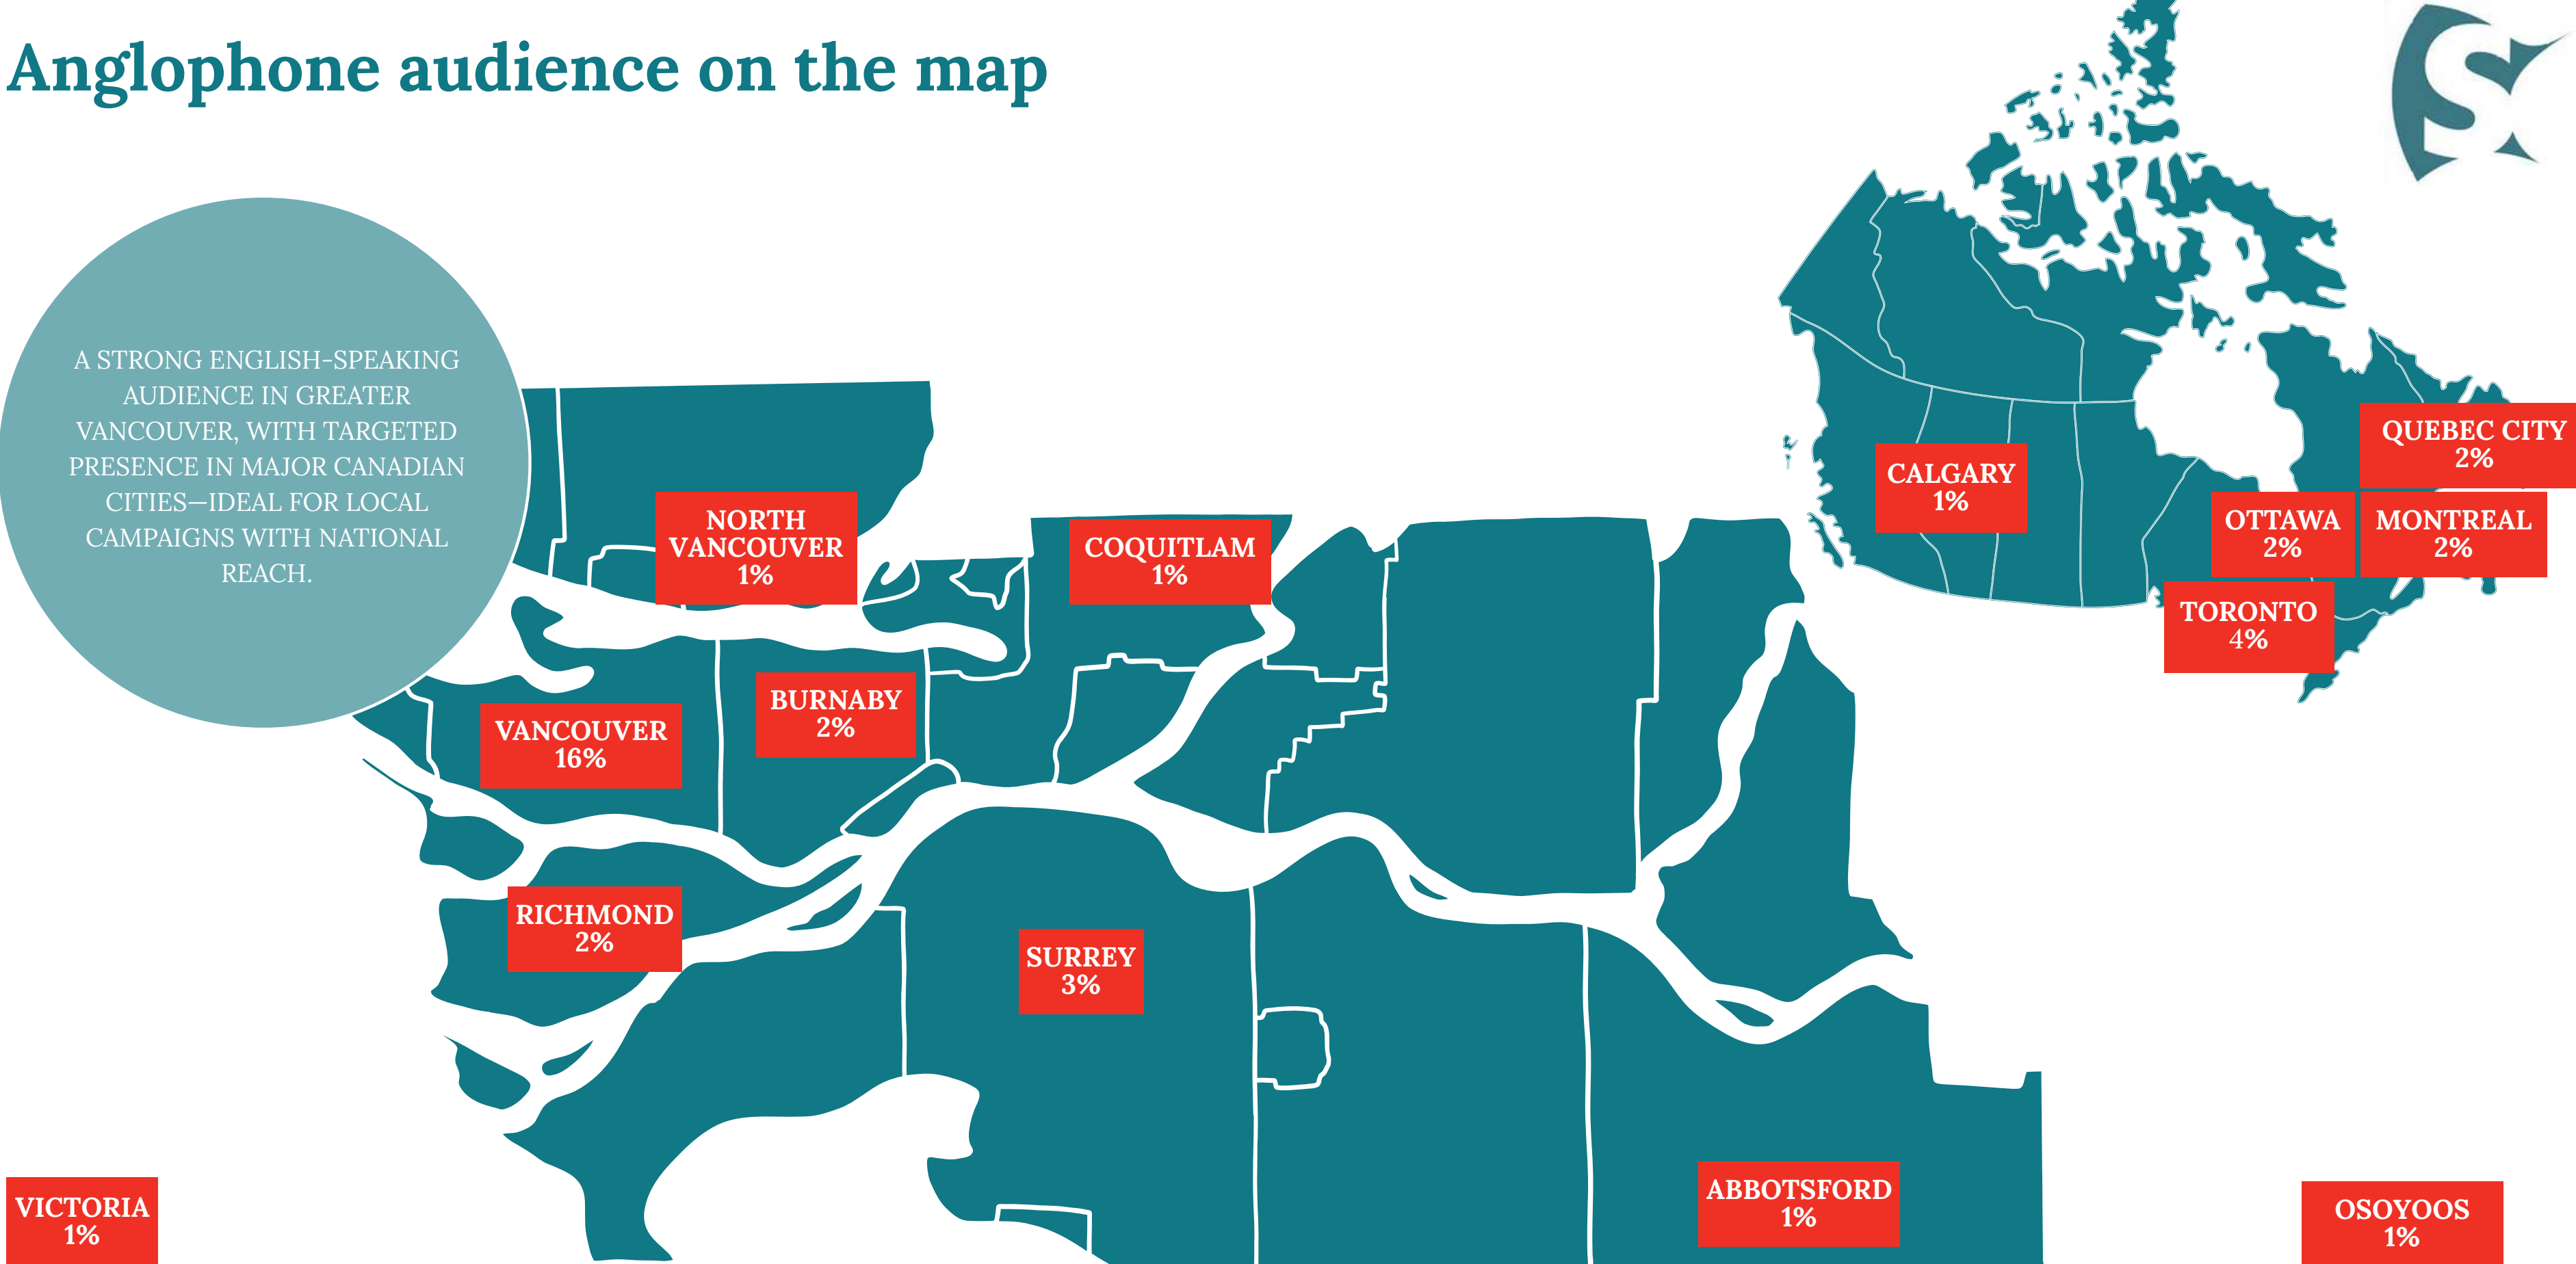 Anglophone audience on the map
A STRONG ENGLISH-SPEAKING
AUDIENCE IN GREATER
VANCOUVER, WITH TARGETED
PRESENCE IN MAJOR CANADIAN
CITIES—IDEAL FOR LOCAL
CAMPAIGNS WITH NATIONAL
REACH.
QUEBEC CITY
2%
CALGARY
1%
OTTAWA
2%
MONTREAL
2%
TORONTO
4%
NORTH
VANCOUVER
1%
COQUITLAM
1%
BURNABY
2%
VANCOUVER
16%
RICHMOND
2%
SURREY
3%
ABBOTSFORD
1%
VICTORIA
1%
OSOYOOS
1%